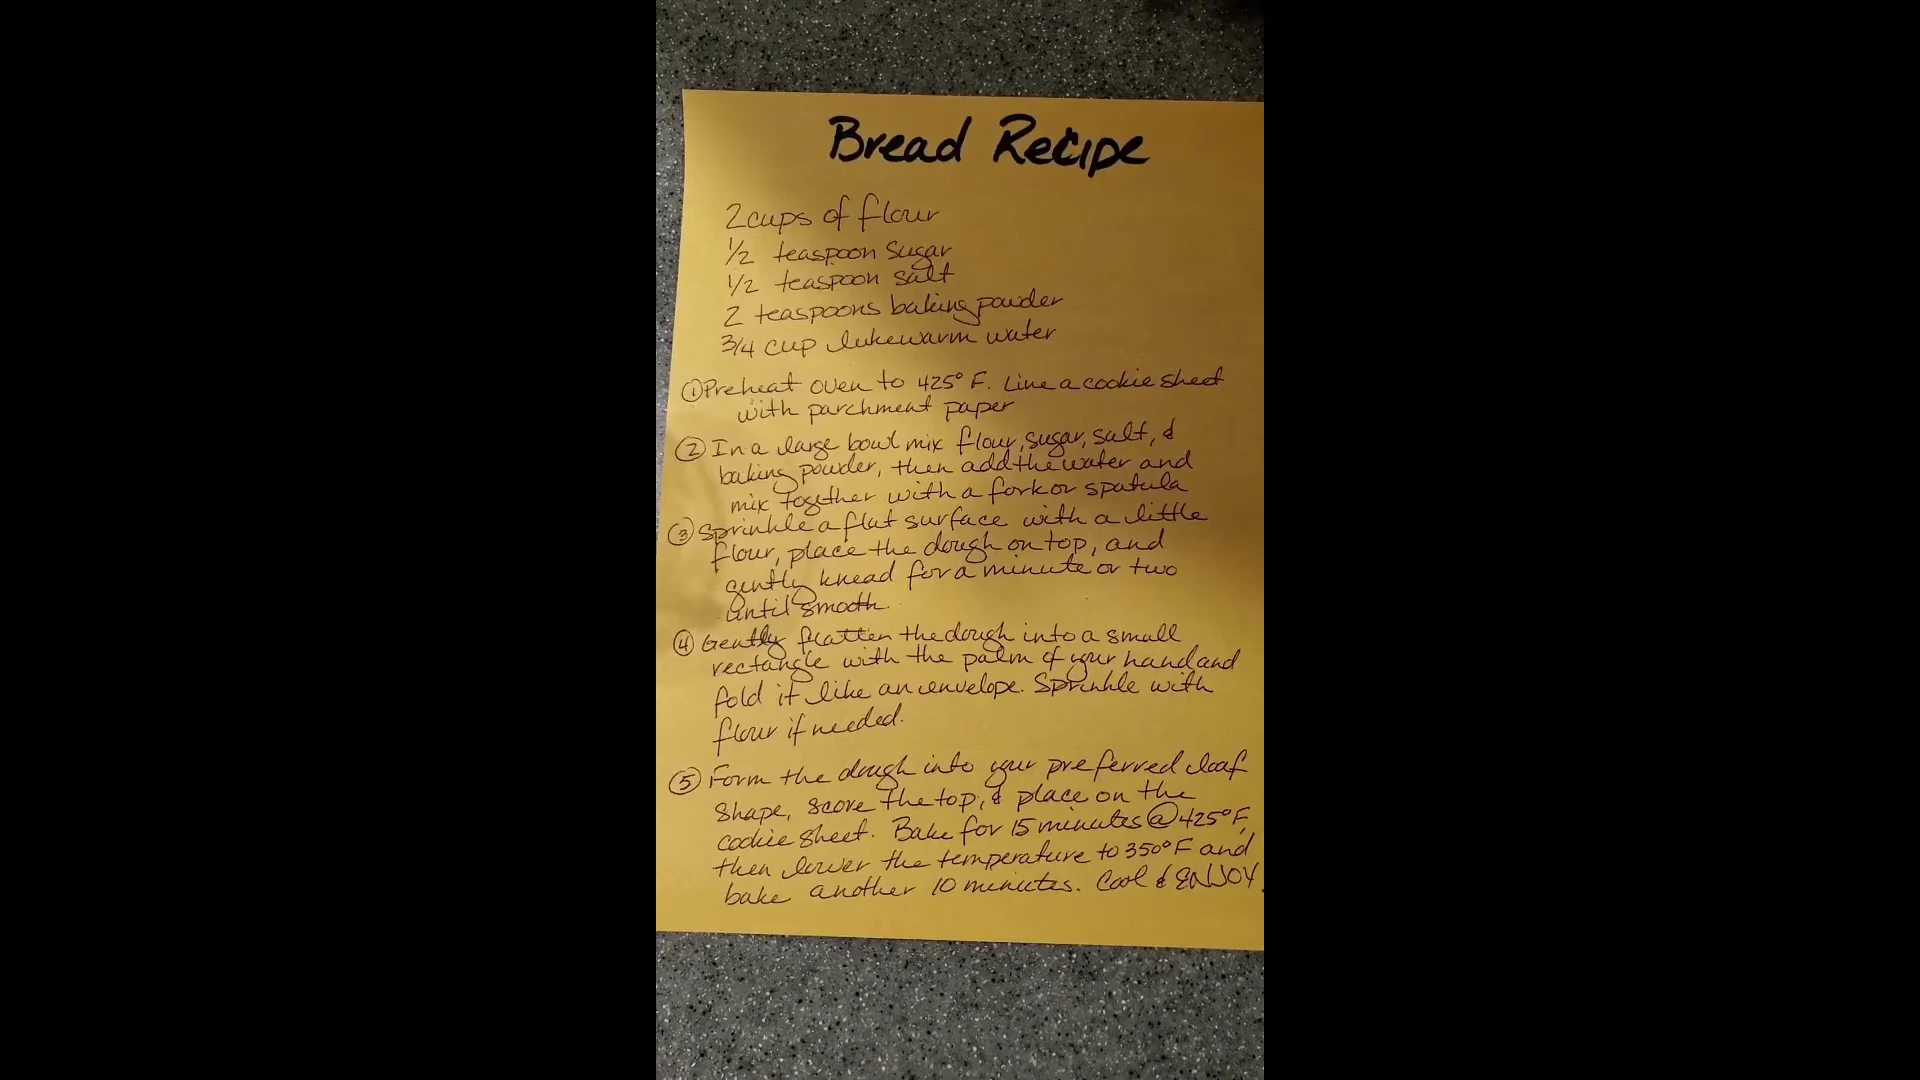 Bread Recipe
2 cups of flour
1/2 teaspoon sugar
1/2 teaspoon salt
2 teaspoons baking powder
3/4 cup lukewarm water
① Preheat oven to 425° F. Line a cookie sheet
with parchment paper
② In a large bowl mix flour, sugar, salt, &
baking powder, then add the water and
mix together with a fork or spatula
③ Sprinkle a flat surface with a little
flour, place the dough on top, and
gently knead for a minute or two
until smooth.
④ Gently flatten the dough into a small
rectangle with the palm of your hand and
fold it like an envelope. Sprinkle with
flour if needed.
⑤ Form the dough into your preferred loaf
shape, score the top, & place on the
cookie sheet. Bake for 15 minutes @ 425° F,
then lower the temperature to 350° F and
bake another 10 minutes. Cool & ENJOY.